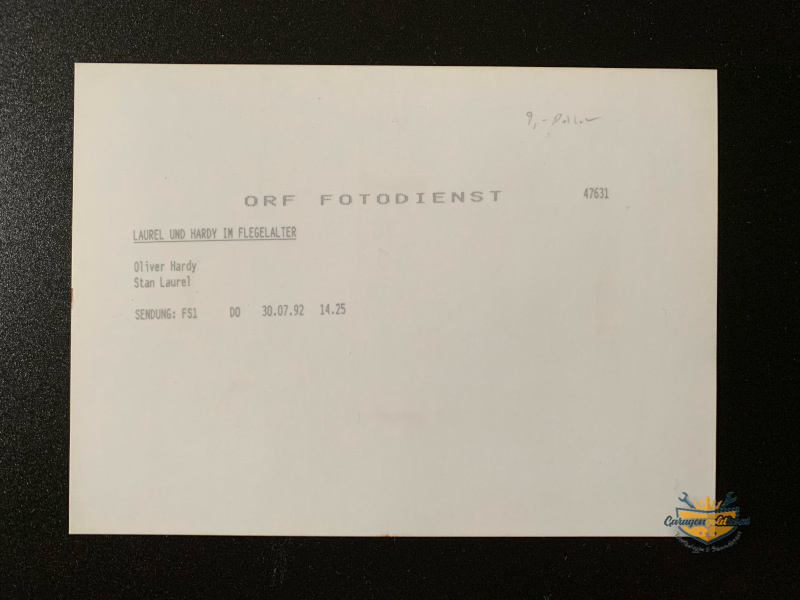 9,-
ORF FOTODIENST 47631
LAUREL UND HARDY IM FLEGELALTER
Oliver Hardy
Stan Laurel
SENDUNG: FS1 DO 30.07.92 14.25